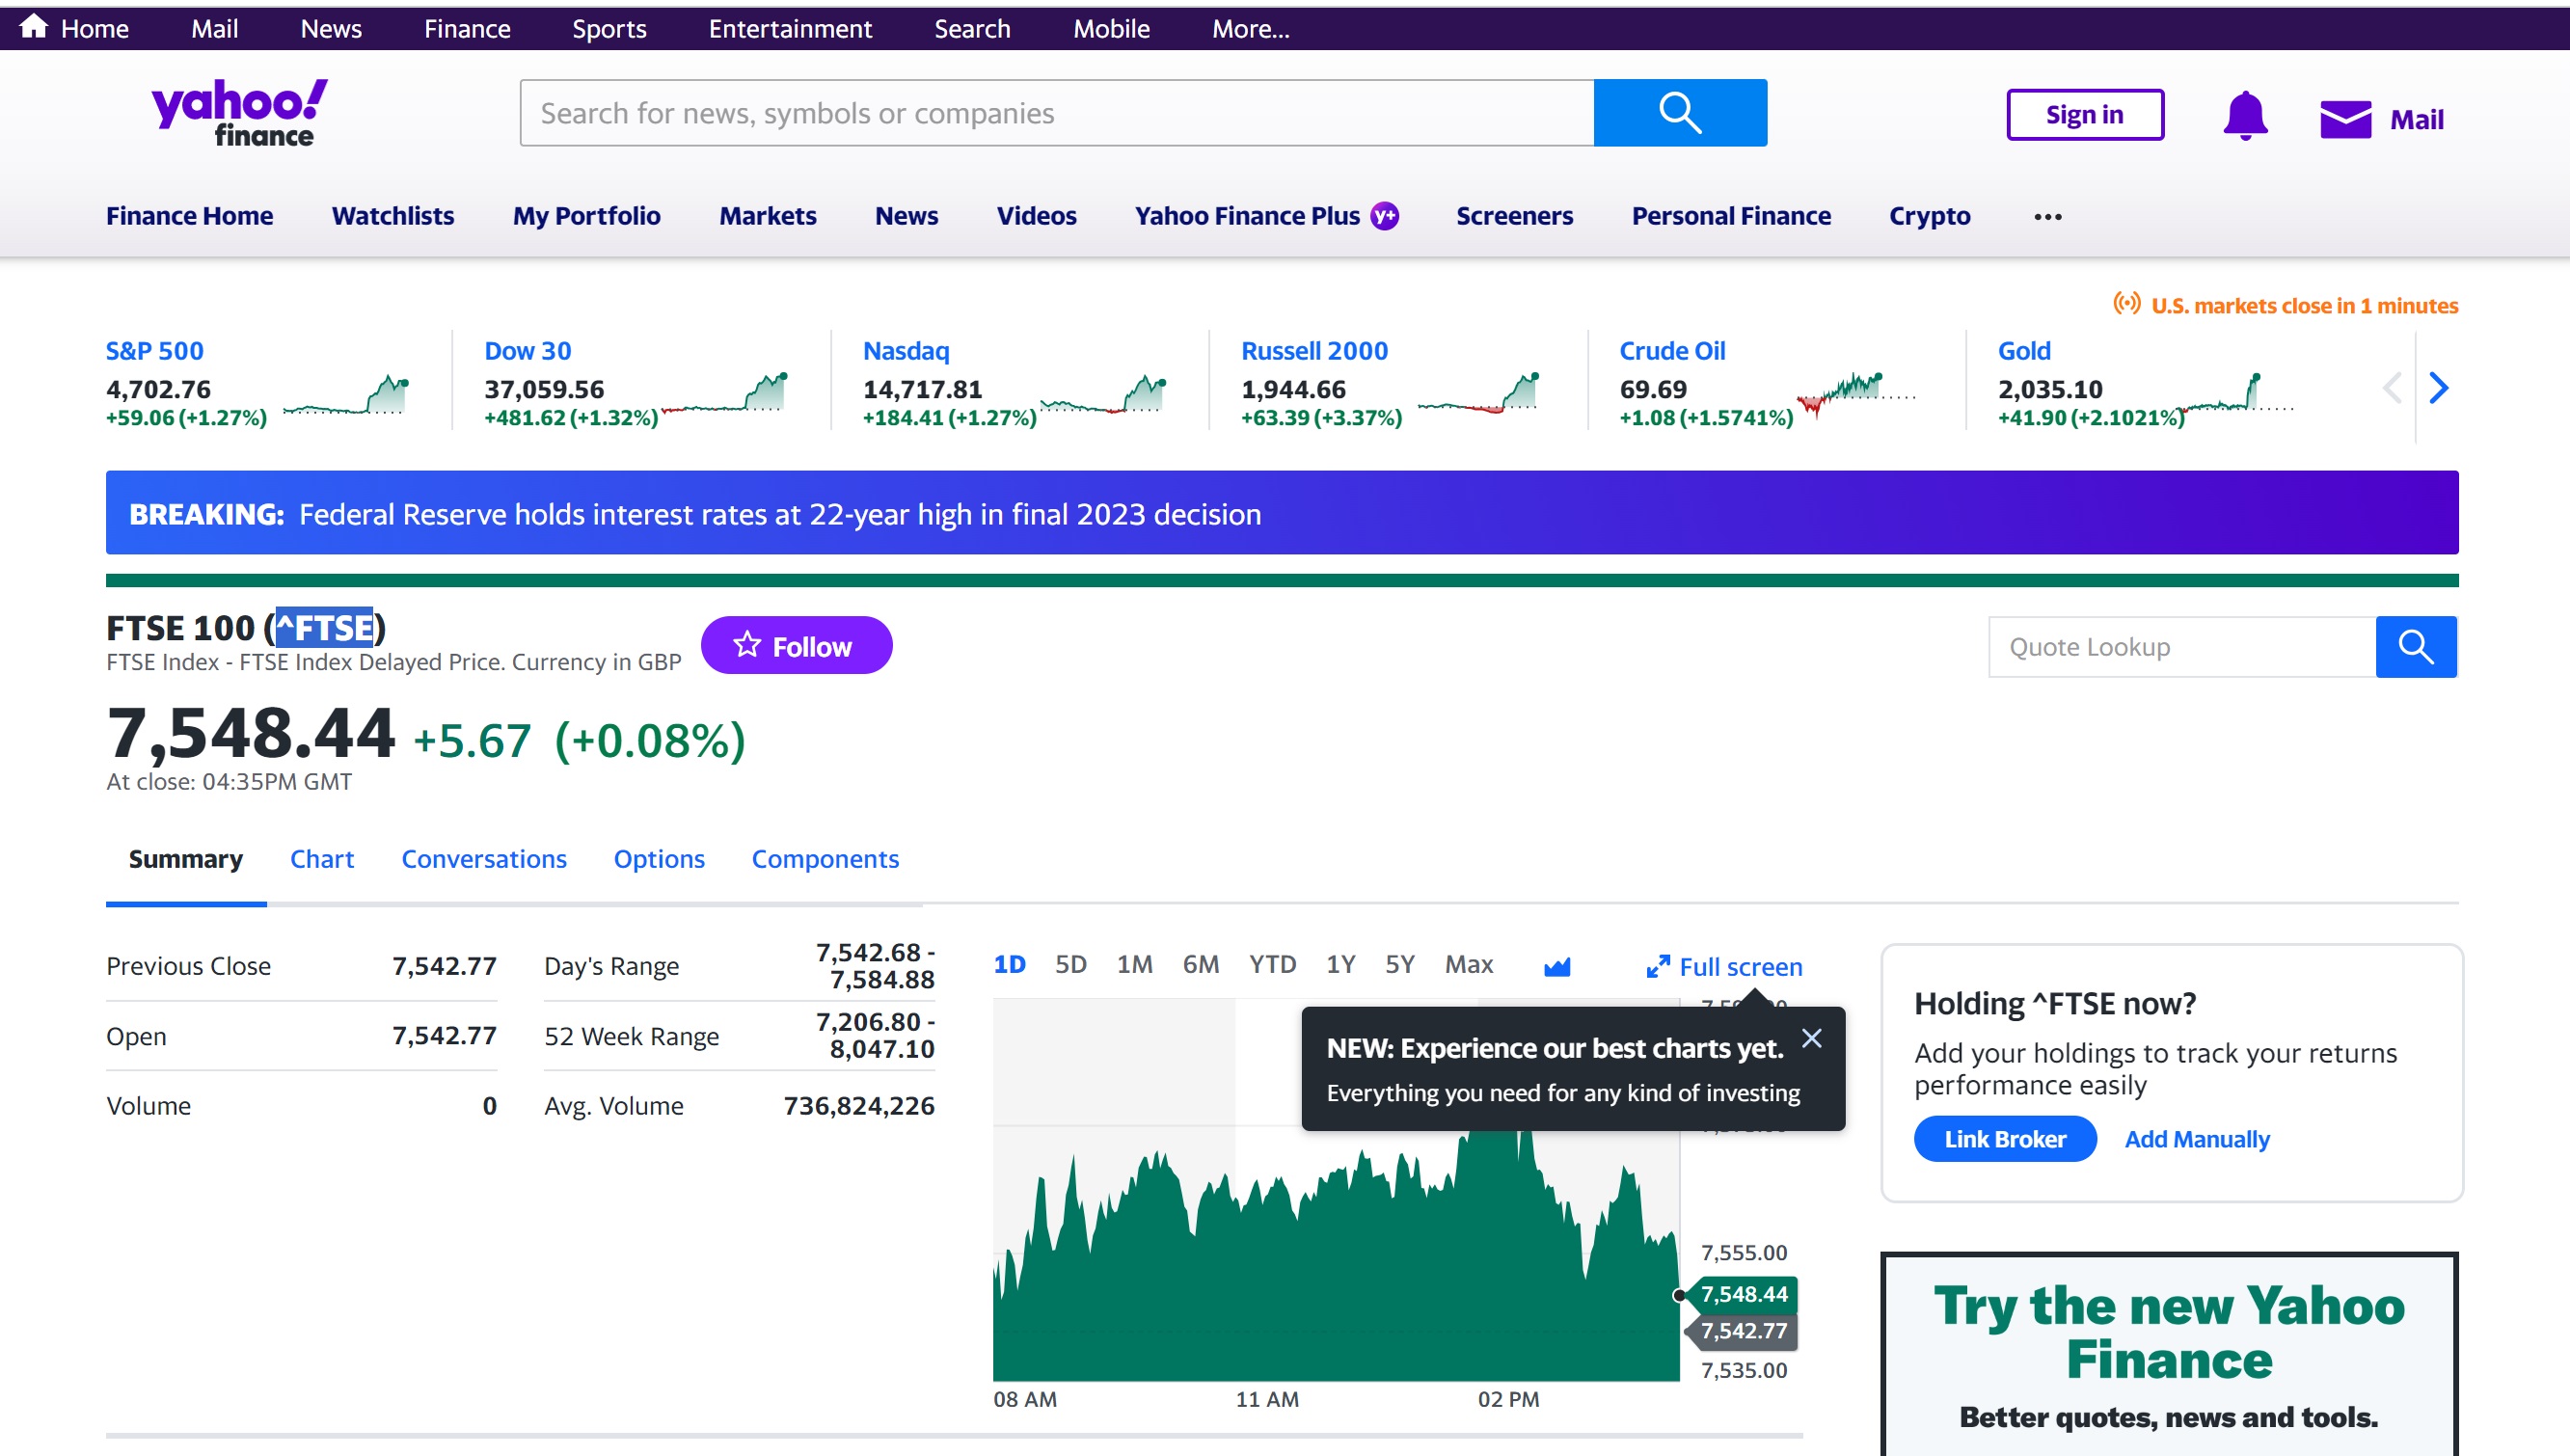 Home Mail News Finance Sports Entertainment Search Mobile More...
yahoo!
finance
Search for news, symbols or companies
Sign in
Mail
Finance Home Watchlists My Portfolio Markets News Videos Yahoo Finance Plus y+ Screeners Personal Finance Crypto •••
U.S. markets close in 1 minutes
S&P 500
4,702.76
+59.06 (+1.27%)
Dow 30
37,059.56
+481.62 (+1.32%)
Nasdaq
14,717.81
+184.41 (+1.27%)
Russell 2000
1,944.66
+63.39 (+3.37%)
Crude Oil
69.69
+1.08 (+1.5741%)
Gold
2,035.10
+41.90 (+2.1021%)
BREAKING: Federal Reserve holds interest rates at 22-year high in final 2023 decision
FTSE 100 (^FTSE)
FTSE Index - FTSE Index Delayed Price. Currency in GBP
Follow
Quote Lookup
7,548.44 +5.67 (+0.08%)
At close: 04:35PM GMT
Summary Chart Conversations Options Components
Previous Close 7,542.77
Open 7,542.77
Volume 0
Day's Range 7,542.68 -
7,584.88
52 Week Range 7,206.80 -
8,047.10
Avg. Volume 736,824,226
1D 5D 1M 6M YTD 1Y 5Y Max Full screen
NEW: Experience our best charts yet.
Everything you need for any kind of investing
7,555.00
7,548.44
7,542.77
7,535.00
08 AM 11 AM 02 PM
Holding ^FTSE now?
Add your holdings to track your returns
performance easily
Link Broker Add Manually
Try the new Yahoo
Finance
Better quotes, news and tools.